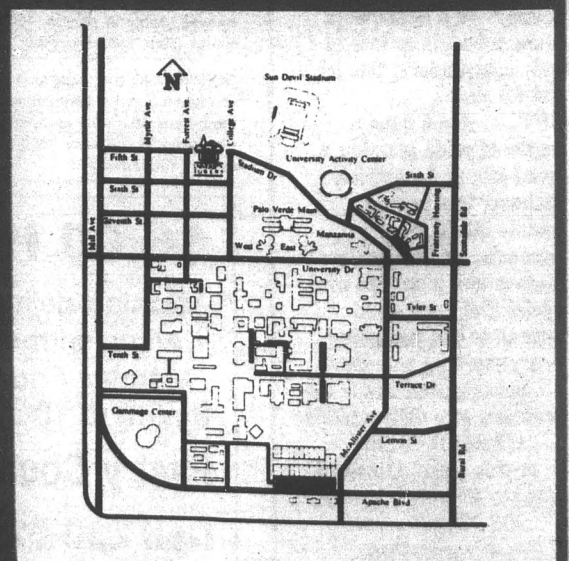 N
Sun Devil Stadium
Myrtle Ave
Forrest Ave
College Ave
Fifth St
Stadium Dr
University Activity Center
Sixth St
Sixth St
Palo Verde Main
Fraternity Housing
Scottsdale Rd
Seventh St
Manzanita
Mill Ave
West East
University Dr
Tyler St
Tenth St
Terrace Dr
Gammage Center
McAllister Ave
Lemon St
Rural Rd
Apache Blvd